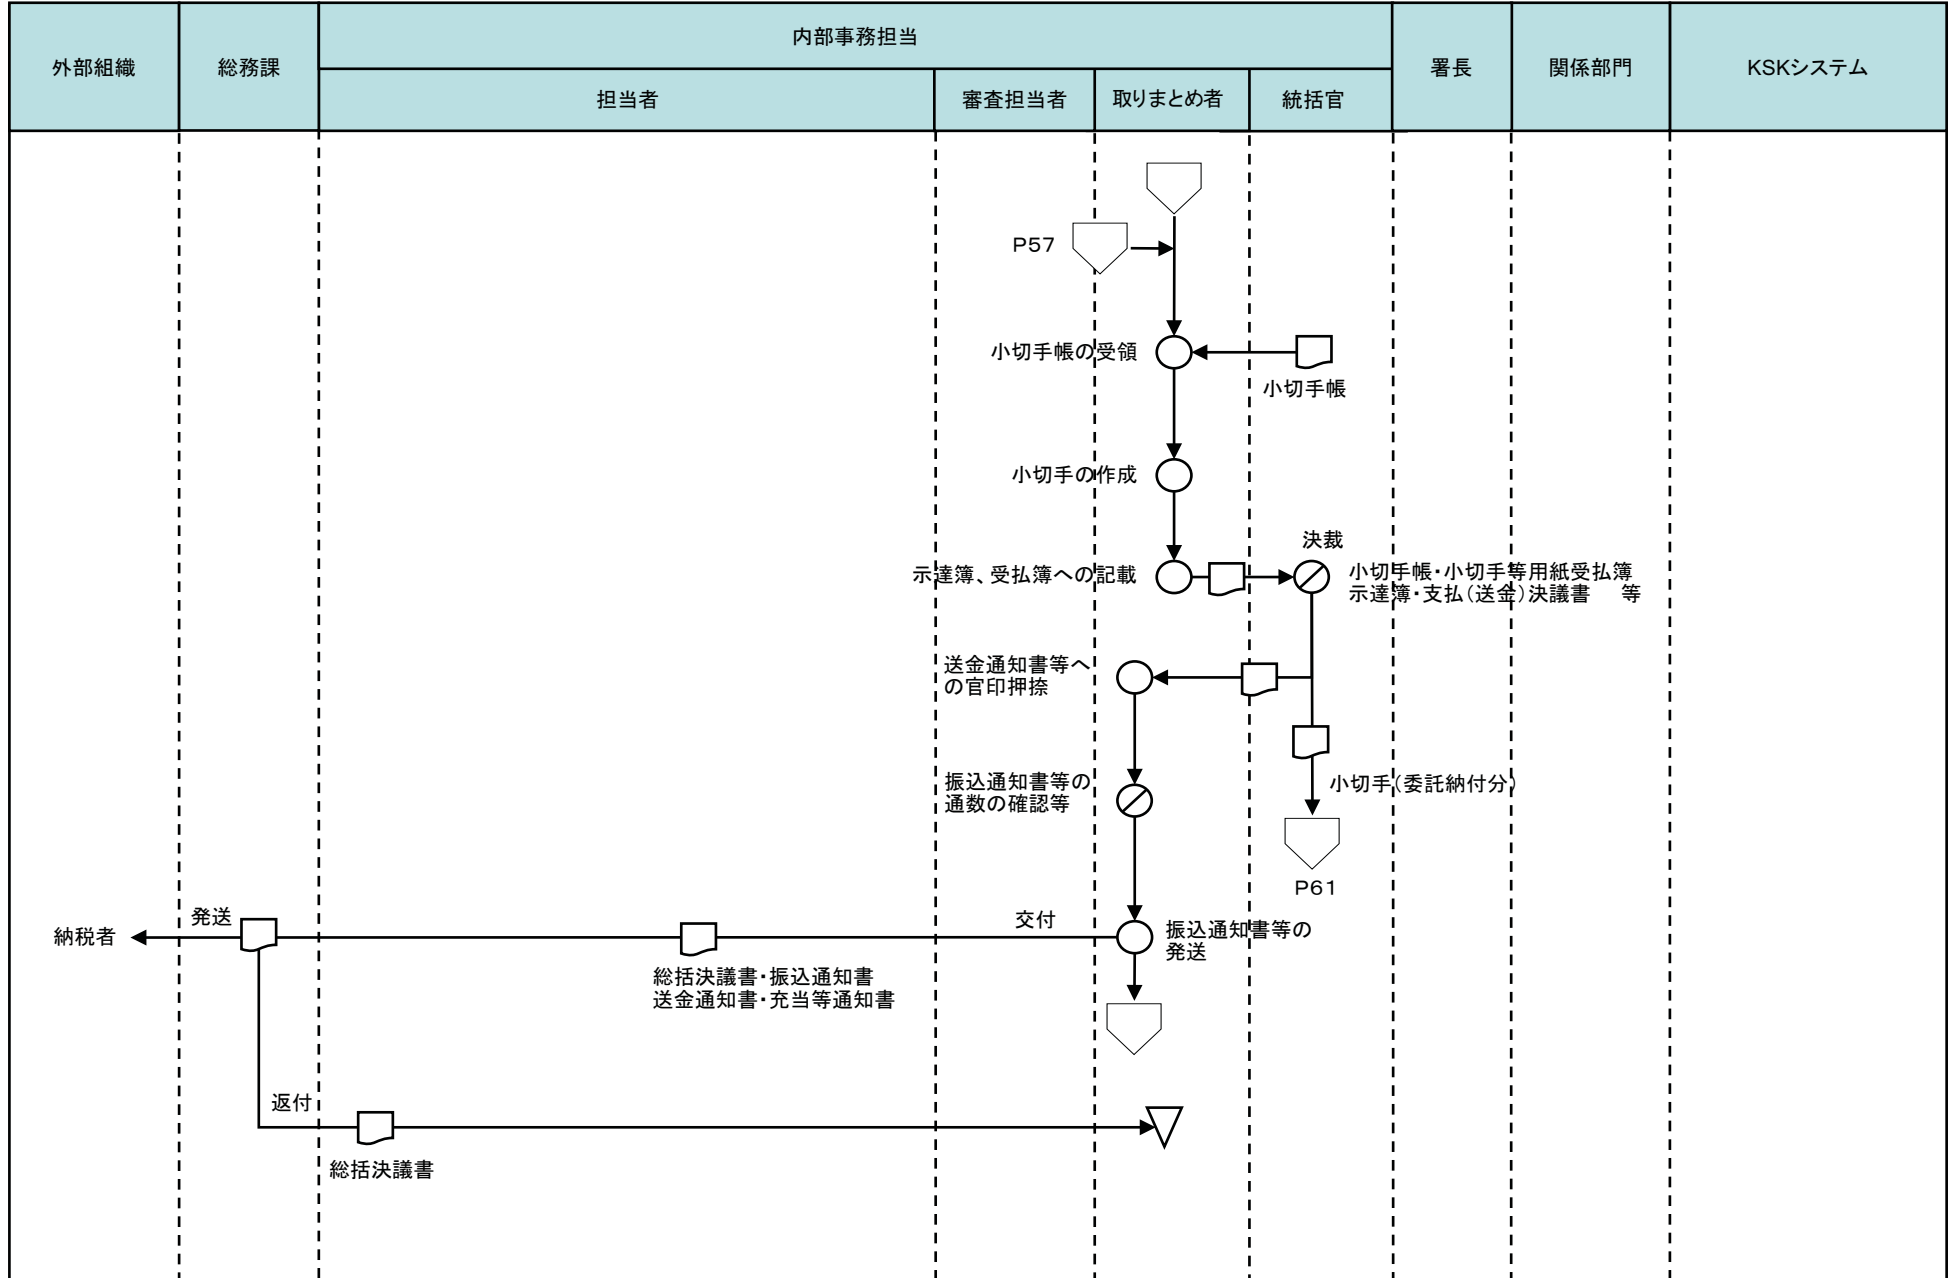 外部組織
総務課
内部事務担当
署長
関係部門
KSKシステム
担当者
審査担当者
取りまとめ者
統括官
P57
小切手帳の受領
小切手帳
小切手の作成
決裁
示達簿、受払簿への記載
小切手帳・小切手等用紙受払簿
示達簿・支払(送金)決議書 等
送金通知書等へ
の官印押捺
振込通知書等の
通数の確認等
小切手(委託納付分)
P61
納税者
発送
交付
振込通知書等の
発送
総括決議書・振込通知書
送金通知書・充当等通知書
返付
総括決議書